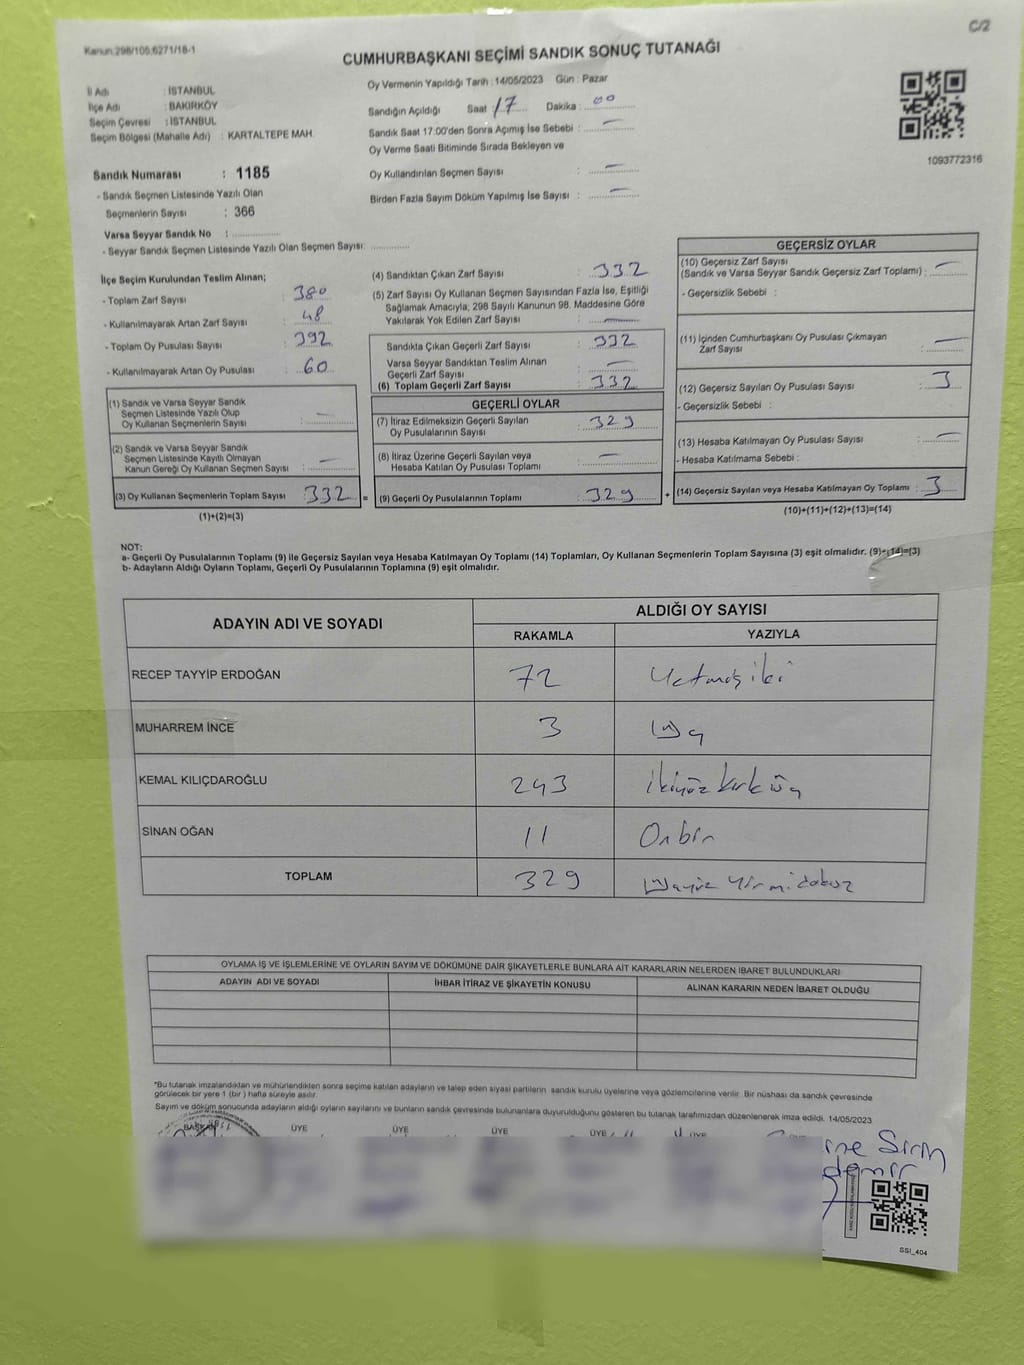 Kanun:298/105;6271/18-1
C/2
CUMHURBAŞKANI SEÇİMİ SANDIK SONUÇ TUTANAĞI
İl Adı : İSTANBUL
İlçe Adı : BAKIRKÖY
Seçim Çevresi : İSTANBUL
Seçim Bölgesi (Mahalle Adı) : KARTALTEPE MAH.
Oy Vermenin Yapıldığı Tarih : 14/05/2023 Gün : Pazar
Sandığın Açıldığı Saat 17 Dakika : 00
Sandık Saat 17:00'den Sonra Açımış İse Sebebi : —
Oy Verme Saati Bitiminde Sırada Bekleyen ve
Oy Kullandırılan Seçmen Sayısı : —
Birden Fazla Sayım Döküm Yapılmış İse Sayısı : —
1093772316
Sandık Numarası : 1185
- Sandık Seçmen Listesinde Yazılı Olan
Seçmenlerin Sayısı : 366
Varsa Seyyar Sandık No :
- Seyyar Sandık Seçmen Listesinde Yazılı Olan Seçmen Sayısı:
İlçe Seçim Kurulundan Teslim Alınan;
- Toplam Zarf Sayısı : 380
- Kullanılmayarak Artan Zarf Sayısı : 48
- Toplam Oy Pusulası Sayısı : 392
- Kullanılmayarak Artan Oy Pusulası : 60
(1) Sandık ve Varsa Seyyar Sandık
Seçmen Listesinde Yazılı Olup
Oy Kullanan Seçmenlerin Sayısı : —
(2) Sandık ve Varsa Seyyar Sandık
Seçmen Listesinde Kayıtlı Olmayan
Kanun Gereği Oy Kullanan Seçmen Sayısı : —
(3) Oy Kullanan Seçmenlerin Toplam Sayısı : 332 =
(1)+(2)=(3)
(4) Sandıktan Çıkan Zarf Sayısı : 332
(5) Zarf Sayısı Oy Kullanan Seçmen Sayısından Fazla İse, Eşitliği
Sağlamak Amacıyla; 298 Sayılı Kanunun 98. Maddesine Göre
Yakılarak Yok Edilen Zarf Sayısı : —
Sandıkta Çıkan Geçerli Zarf Sayısı : 332
Varsa Seyyar Sandıktan Teslim Alınan
Geçerli Zarf Sayısı : —
(6) Toplam Geçerli Zarf Sayısı : 332
GEÇERLİ OYLAR
(7) İtiraz Edilmeksizin Geçerli Sayılan
Oy Pusulalarının Sayısı : 329
(8) İtiraz Üzerine Geçerli Sayılan veya
Hesaba Katılan Oy Pusulası Toplamı : —
(9) Geçerli Oy Pusulalarının Toplamı : 329 +
GEÇERSİZ OYLAR
(10) Geçersiz Zarf Sayısı
(Sandık ve Varsa Seyyar Sandık Geçersiz Zarf Toplamı) : —
- Geçersizlik Sebebi :
(11) İçinden Cumhurbaşkanı Oy Pusulası Çıkmayan
Zarf Sayısı : —
(12) Geçersiz Sayılan Oy Pusulası Sayısı : 3
- Geçersizlik Sebebi :
(13) Hesaba Katılmayan Oy Pusulası Sayısı : —
- Hesaba Katılmama Sebebi :
(14) Geçersiz Sayılan veya Hesaba Katılmayan Oy Toplamı : 3
(10)+(11)+(12)+(13)=(14)
NOT:
a- Geçerli Oy Pusulalarının Toplamı (9) ile Geçersiz Sayılan veya Hesaba Katılmayan Oy Toplamı (14) Toplamları, Oy Kullanan Seçmenlerin Toplam Sayısına (3) eşit olmalıdır. (9)+(14)=(3)
b- Adayların Aldığı Oyların Toplamı, Geçerli Oy Pusulalarının Toplamına (9) eşit olmalıdır.
ADAYIN ADI VE SOYADI ALDIĞI OY SAYISI
RAKAMLA YAZIYLA
RECEP TAYYİP ERDOĞAN 72 Yetmiş iki
MUHARREM İNCE 3 Üç
KEMAL KILIÇDAROĞLU 243 İkiyüz kırk üç
SİNAN OĞAN 11 Onbir
TOPLAM 329 Üçyüz yirmi dokuz
OYLAMA İŞ VE İŞLEMLERİNE VE OYLARIN SAYIM VE DÖKÜMÜNE DAİR ŞİKAYETLERLE BUNLARA AİT KARARLARIN NELERDEN İBARET BULUNDUKLARI
ADAYIN ADI VE SOYADI İHBAR İTİRAZ VE ŞİKAYETİN KONUSU ALINAN KARARIN NEDEN İBARET OLDUĞU
*Bu tutanak imzalandıktan ve mühürlendikten sonra seçime katılan adayların ve talep eden siyasi partilerin sandık kurulu üyelerine veya gözlemcilerine verilir. Bir nüshası da sandık çevresinde
görülecek bir yere 1 (bir) hafta süreyle asılır.
Sayım ve döküm sonucunda adayların aldığı oyların sayılarını ve bunların sandık çevresinde bulunanlara duyurulduğunu gösteren bu tutanak tarafımızdan düzenlenerek imza edildi. 14/05/2023
BAŞKAN ÜYE ÜYE ÜYE ÜYE ÜYE
SSI_404